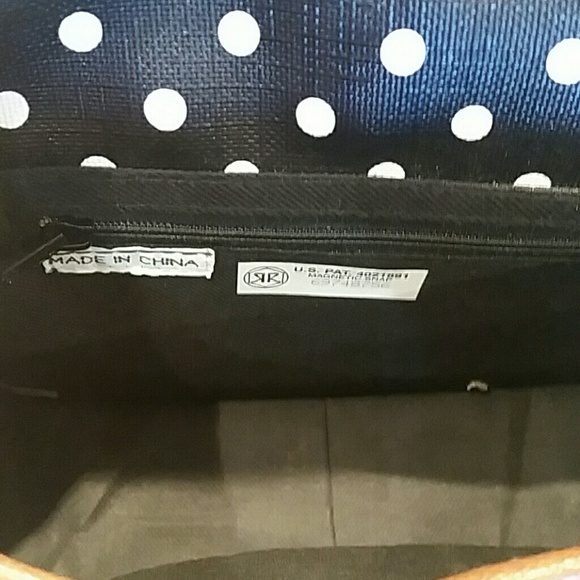 MADE IN CHINA
U.S. PAT. 4021891
MAGNETIC SNAP